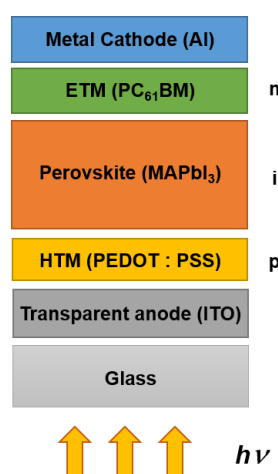 Metal Cathode (Al)
ETM (PC₆₁BM) n
Perovskite (MAPbI₃) i
HTM (PEDOT : PSS) p
Transparent anode (ITO)
Glass
hν